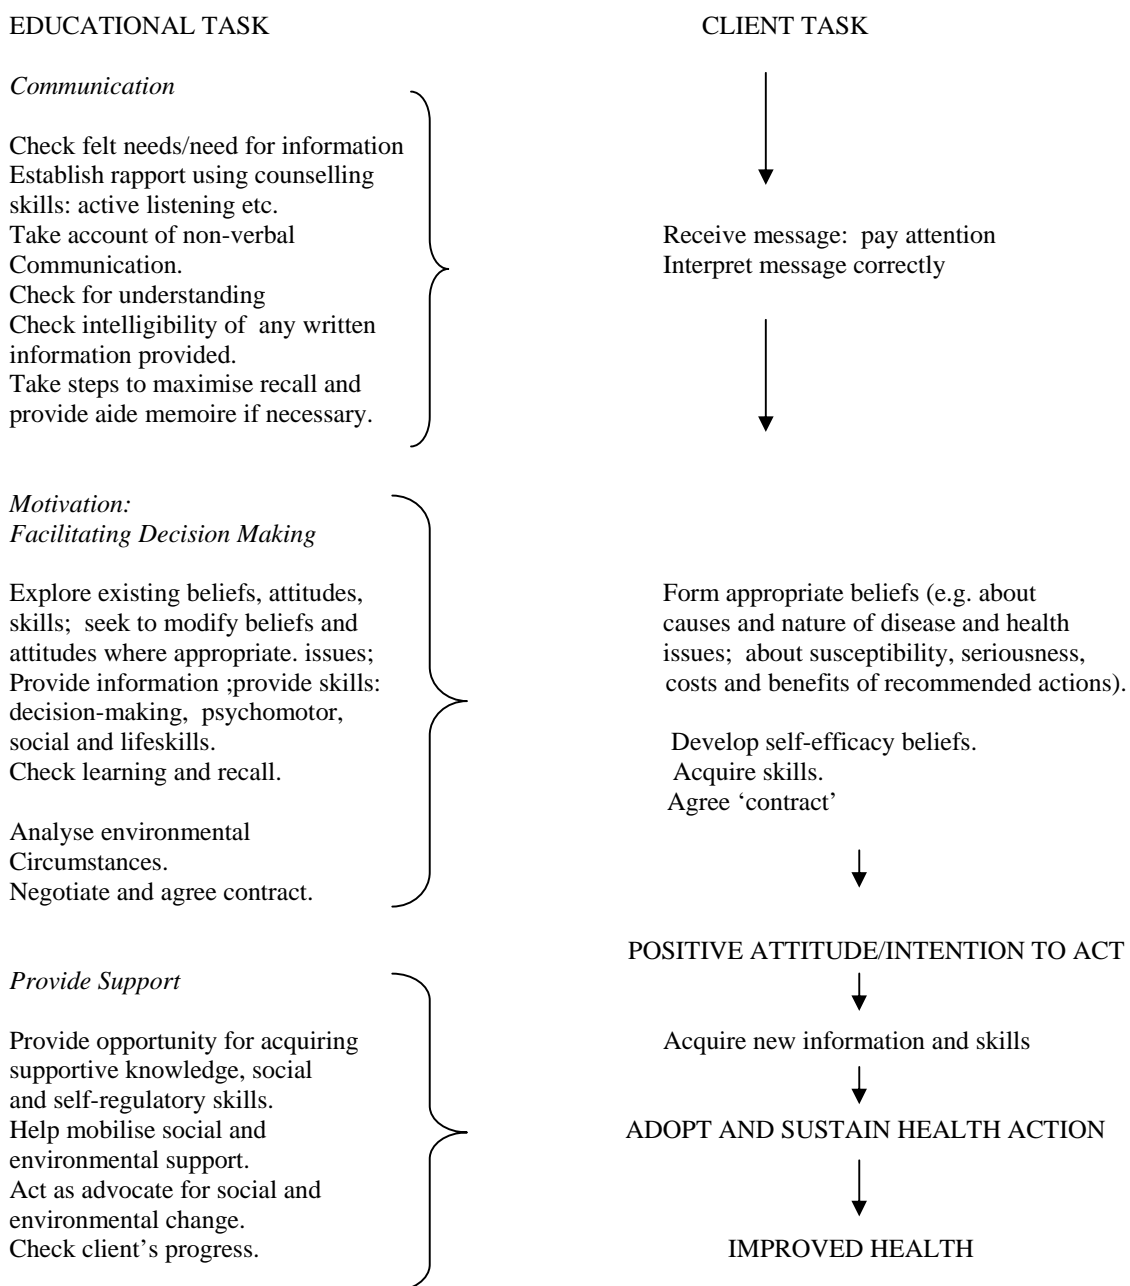 EDUCATIONAL TASK
CLIENT TASK
Communication
Check felt needs/need for information
Establish rapport using counselling
skills: active listening etc.
Take account of non-verbal
Communication.
Check for understanding
Check intelligibility of any written
information provided.
Take steps to maximise recall and
provide aide memoire if necessary.
Receive message: pay attention
Interpret message correctly
Motivation:
Facilitating Decision Making
Explore existing beliefs, attitudes,
skills; seek to modify beliefs and
attitudes where appropriate. issues;
Provide information ;provide skills:
decision-making, psychomotor,
social and lifeskills.
Check learning and recall.
Analyse environmental
Circumstances.
Negotiate and agree contract.
Form appropriate beliefs (e.g. about
causes and nature of disease and health
issues; about susceptibility, seriousness,
costs and benefits of recommended actions).
Develop self-efficacy beliefs.
Acquire skills.
Agree ‘contract’
POSITIVE ATTITUDE/INTENTION TO ACT
Provide Support
Provide opportunity for acquiring
supportive knowledge, social
and self-regulatory skills.
Help mobilise social and
environmental support.
Act as advocate for social and
environmental change.
Check client’s progress.
Acquire new information and skills
ADOPT AND SUSTAIN HEALTH ACTION
IMPROVED HEALTH